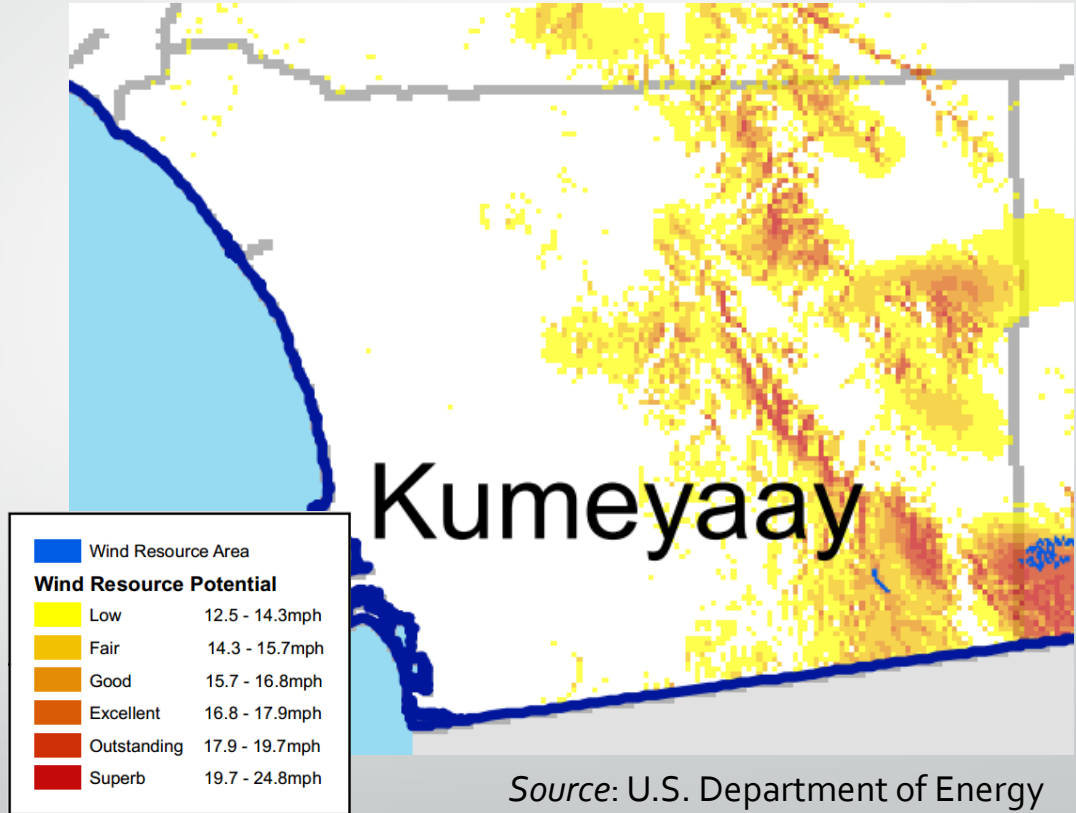 Kumeyaay
Wind Resource Area
Wind Resource Potential
Low 12.5 - 14.3mph
Fair 14.3 - 15.7mph
Good 15.7 - 16.8mph
Excellent 16.8 - 17.9mph
Outstanding 17.9 - 19.7mph
Superb 19.7 - 24.8mph
Source: U.S. Department of Energy